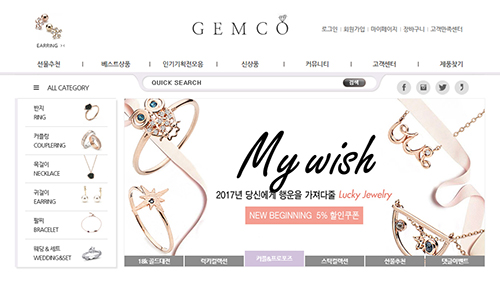 GEMCO
로그인 | 회원가입 | 마이페이지 | 장바구니 | 고객만족센터
EARRING
선물추천 | 베스트상품 | 인기기획전모음 | 신상품 | 커뮤니티 | 고객센터 | 제품찾기
ALL CATEGORY
QUICK SEARCH
검색
반지
RING
커플링
COUPLERING
목걸이
NECKLACE
귀걸이
EARRING
팔찌
BRACELET
웨딩 & 세트
WEDDING&SET
My wish
2017년 당신에게 행운을 가져다줄 Lucky Jewelry
NEW BEGINNING 5% 할인쿠폰
18k 골드대전
럭키컬렉션
커플&프로포즈
스탁컬렉션
선물추천
댓글이벤트